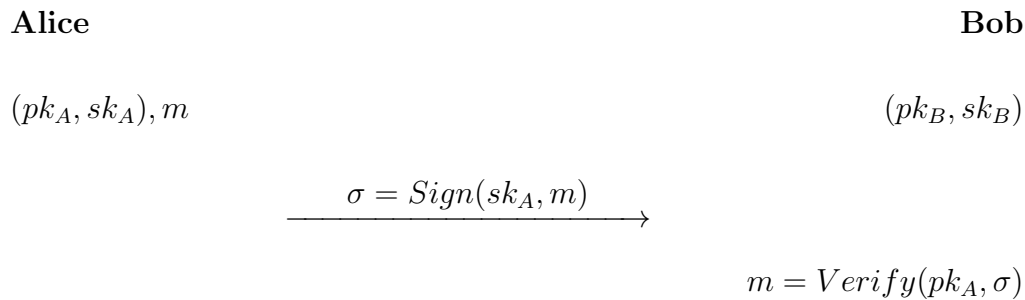 Alice Bob
(pk_A, sk_A), m (pk_B, sk_B)
σ = Sign(sk_A, m)
m = Verify(pk_A, σ)